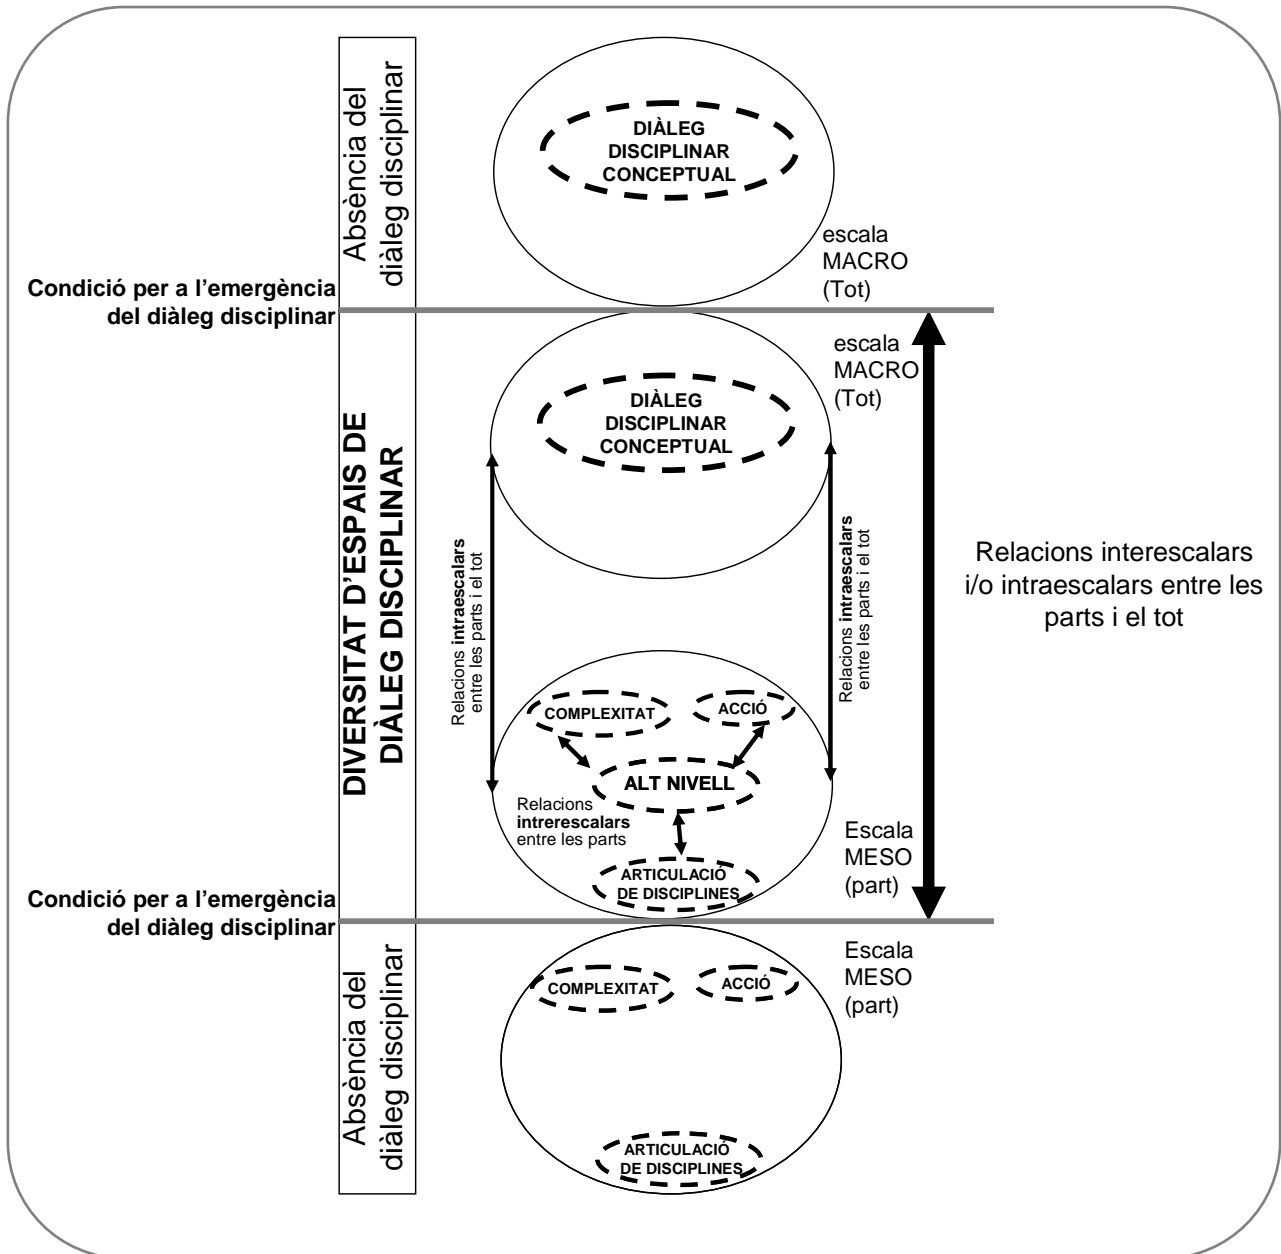 Absència del
diàleg disciplinar
DIÀLEG
DISCIPLINAR
CONCEPTUAL
escala
MACRO
(Tot)
Condició per a l’emergència
del diàleg disciplinar
escala
MACRO
(Tot)
DIÀLEG
DISCIPLINAR
CONCEPTUAL
DIVERSITAT D’ESPAIS DE
DIÀLEG DISCIPLINAR
Relacions intraescalars
entre les parts i el tot
Relacions intraescalars
entre les parts i el tot
Relacions interescalars
i/o intraescalars entre les
parts i el tot
COMPLEXITAT
ACCIÓ
ALT NIVELL
Relacions
intrerescalars
entre les parts
ARTICULACIÓ
DE DISCIPLINES
Escala
MESO
(part)
Condició per a l’emergència
del diàleg disciplinar
Escala
MESO
(part)
Absència del
diàleg disciplinar
COMPLEXITAT
ACCIÓ
ARTICULACIÓ
DE DISCIPLINES